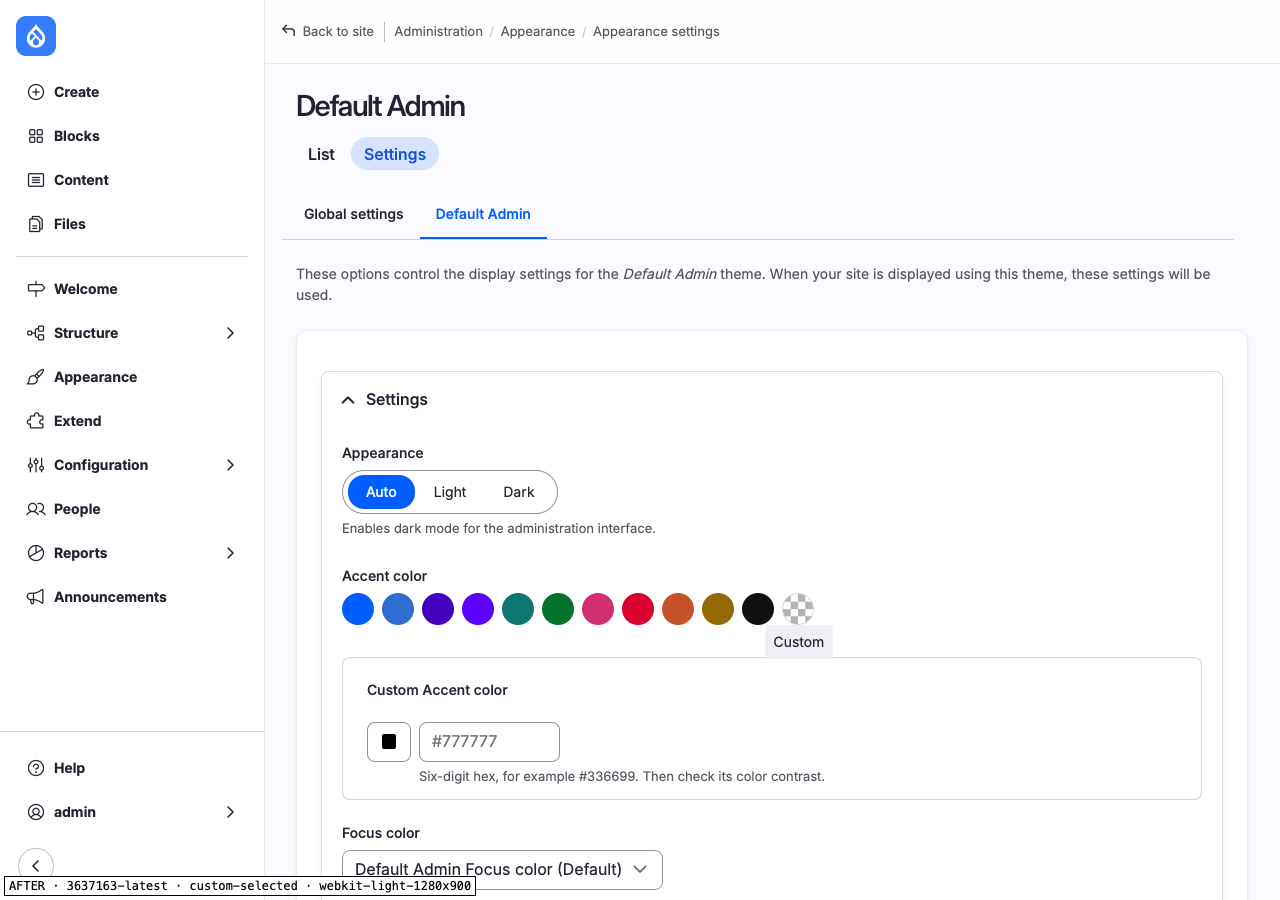 Back to site
Administration / Appearance / Appearance settings
Create
Blocks
Content
Files
Welcome
Structure
Appearance
Extend
Configuration
People
Reports
Announcements
Help
admin
Default Admin
List
Settings
Global settings
Default Admin
These options control the display settings for the Default Admin theme. When your site is displayed using this theme, these settings will be
used.
Settings
Appearance
Auto
Light
Dark
Enables dark mode for the administration interface.
Accent color
Custom
Custom Accent color
#777777
Six-digit hex, for example #336699. Then check its color contrast.
Focus color
Default Admin Focus color (Default)
AFTER · 3637163-latest · custom-selected · webkit-light-1280x900